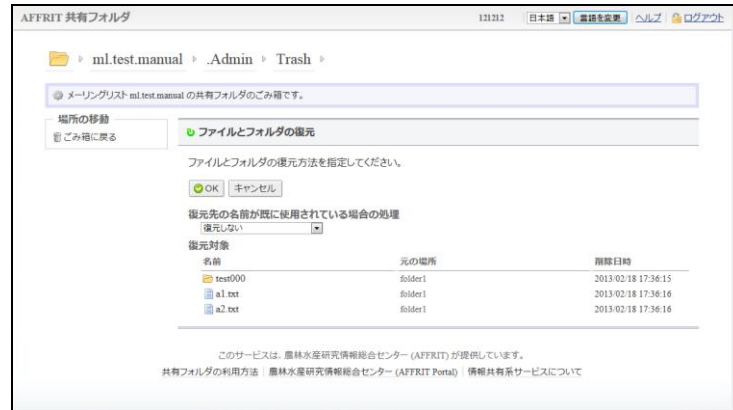 AFFRIT 共有フォルダ 121212 日本語 言語を変更 ヘルプ ログアウト
ml.test.manual .Admin Trash
メーリングリスト ml.test.manual の共有フォルダのごみ箱です。
場所の移動
ごみ箱に戻る
ファイルとフォルダの復元
ファイルとフォルダの復元方法を指定してください。
OK キャンセル
復元先の名前が既に使用されている場合の処理
復元しない
復元対象
名前 元の場所 削除日時
test000 folder1 2013/02/18 17:36:15
a1.txt folder1 2013/02/18 17:36:16
a2.txt folder1 2013/02/18 17:36:16
このサービスは、農林水産研究情報総合センター (AFFRIT) が提供しています。
共有フォルダの利用方法 | 農林水産研究情報総合センター (AFFRIT Portal) | 情報共有系サービスについて